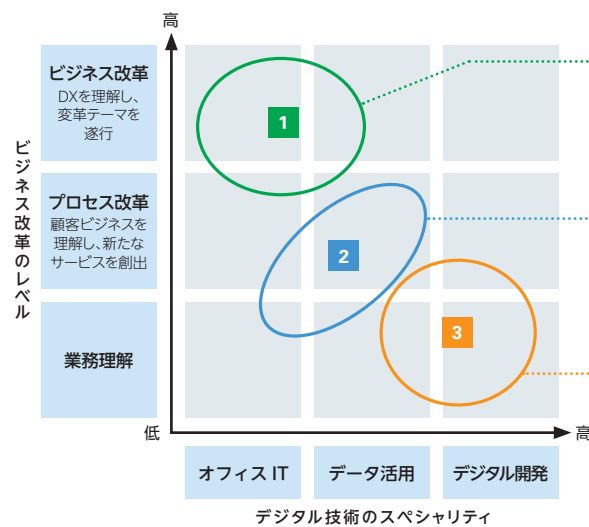 高
ビジネス改革
DXを理解し、
変革テーマを
遂行
1
ビジネス改革のレベル
プロセス改革
顧客ビジネスを
理解し、新たな
サービスを創出
2
業務理解
3
低
高
オフィス IT
データ活用
デジタル開発
デジタル技術のスペシャリティ